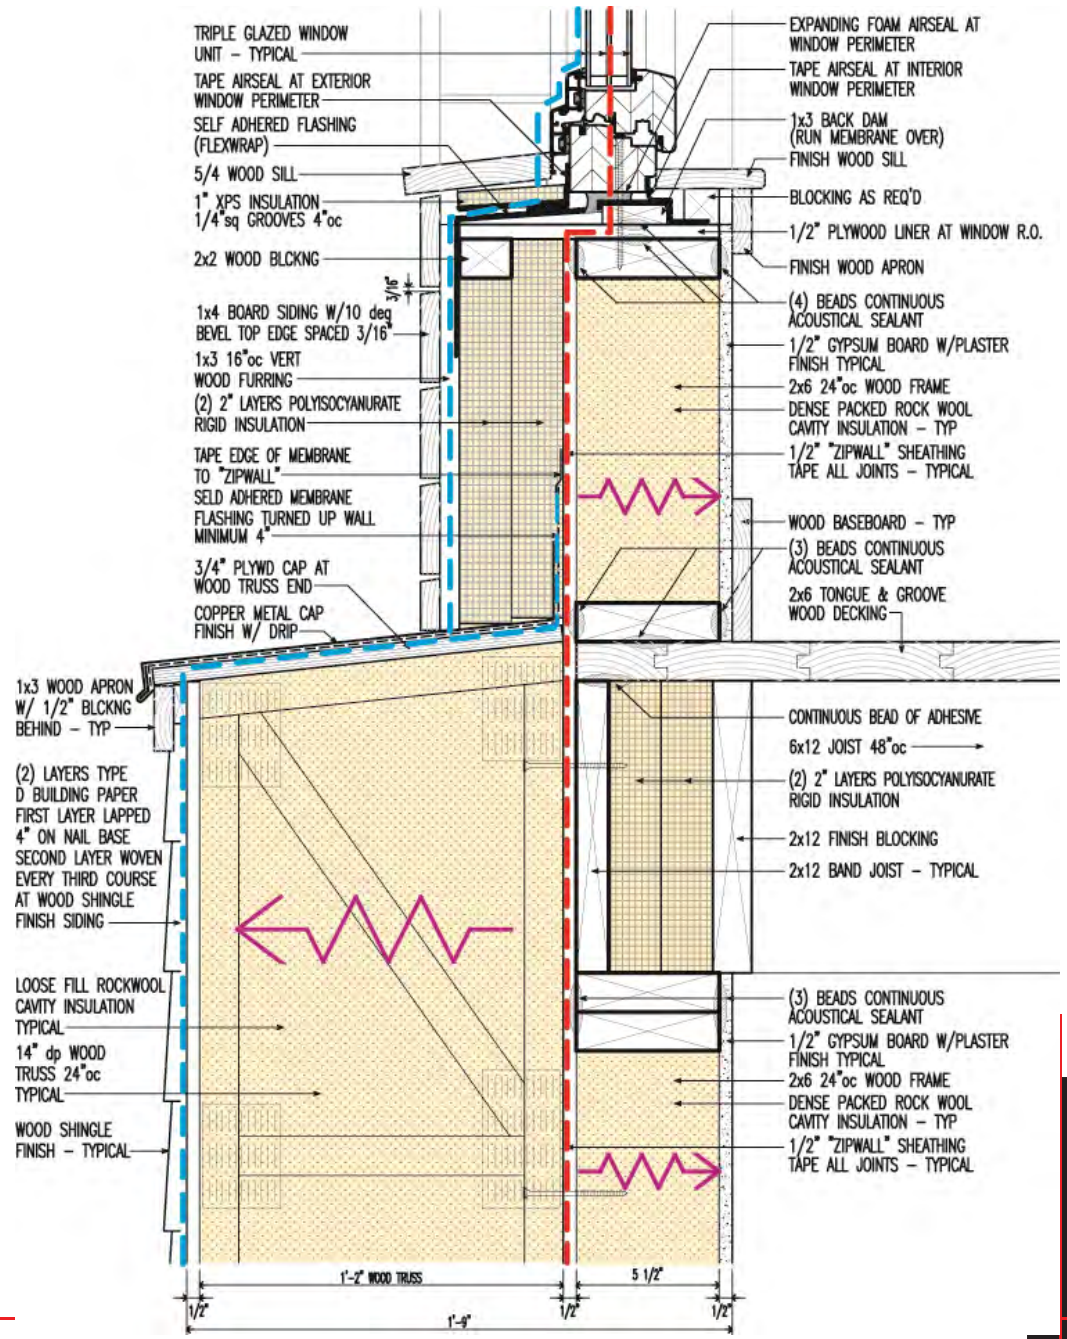 TRIPLE GLAZED WINDOW
UNIT - TYPICAL
TAPE AIRSEAL AT EXTERIOR
WINDOW PERIMETER
SELF ADHERED FLASHING
(FLEXWRAP)
5/4 WOOD SILL
1" XPS INSULATION
1/4"sq GROOVES 4"oc
2x2 WOOD BLCKNG
3/16"
1x4 BOARD SIDING W/10 deg
BEVEL TOP EDGE SPACED 3/16"
1x3 16"oc VERT
WOOD FURRING
(2) 2" LAYERS POLYISOCYANURATE
RIGID INSULATION
TAPE EDGE OF MEMBRANE
TO "ZIPWALL"
SELD ADHERED MEMBRANE
FLASHING TURNED UP WALL
MINIMUM 4"
3/4" PLYWD CAP AT
WOOD TRUSS END
COPPER METAL CAP
FINISH W/ DRIP
1x3 WOOD APRON
W/ 1/2" BLCKNG
BEHIND - TYP
(2) LAYERS TYPE
D BUILDING PAPER
FIRST LAYER LAPPED
4" ON NAIL BASE
SECOND LAYER WOVEN
EVERY THIRD COURSE
AT WOOD SHINGLE
FINISH SIDING
LOOSE FILL ROCKWOOL
CAVITY INSULATION
TYPICAL
14" dp WOOD
TRUSS 24"oc
TYPICAL
WOOD SHINGLE
FINISH - TYPICAL
EXPANDING FOAM AIRSEAL AT
WINDOW PERIMETER
TAPE AIRSEAL AT INTERIOR
WINDOW PERIMETER
1x3 BACK DAM
(RUN MEMBRANE OVER)
FINISH WOOD SILL
BLOCKING AS REQ'D
1/2" PLYWOOD LINER AT WINDOW R.O.
FINISH WOOD APRON
(4) BEADS CONTINUOUS
ACOUSTICAL SEALANT
1/2" GYPSUM BOARD W/PLASTER
FINISH TYPICAL
2x6 24"oc WOOD FRAME
DENSE PACKED ROCK WOOL
CAVITY INSULATION - TYP
1/2" "ZIPWALL" SHEATHING
TAPE ALL JOINTS - TYPICAL
WOOD BASEBOARD - TYP
(3) BEADS CONTINUOUS
ACOUSTICAL SEALANT
2x6 TONGUE & GROOVE
WOOD DECKING
CONTINUOUS BEAD OF ADHESIVE
6x12 JOIST 48"oc
(2) 2" LAYERS POLYISOCYANURATE
RIGID INSULATION
2x12 FINISH BLOCKING
2x12 BAND JOIST - TYPICAL
(3) BEADS CONTINUOUS
ACOUSTICAL SEALANT
1/2" GYPSUM BOARD W/PLASTER
FINISH TYPICAL
2x6 24"oc WOOD FRAME
DENSE PACKED ROCK WOOL
CAVITY INSULATION - TYP
1/2" "ZIPWALL" SHEATHING
TAPE ALL JOINTS - TYPICAL
1'-2" WOOD TRUSS
5 1/2"
1/2"
1/2"
1/2"
1'-9"